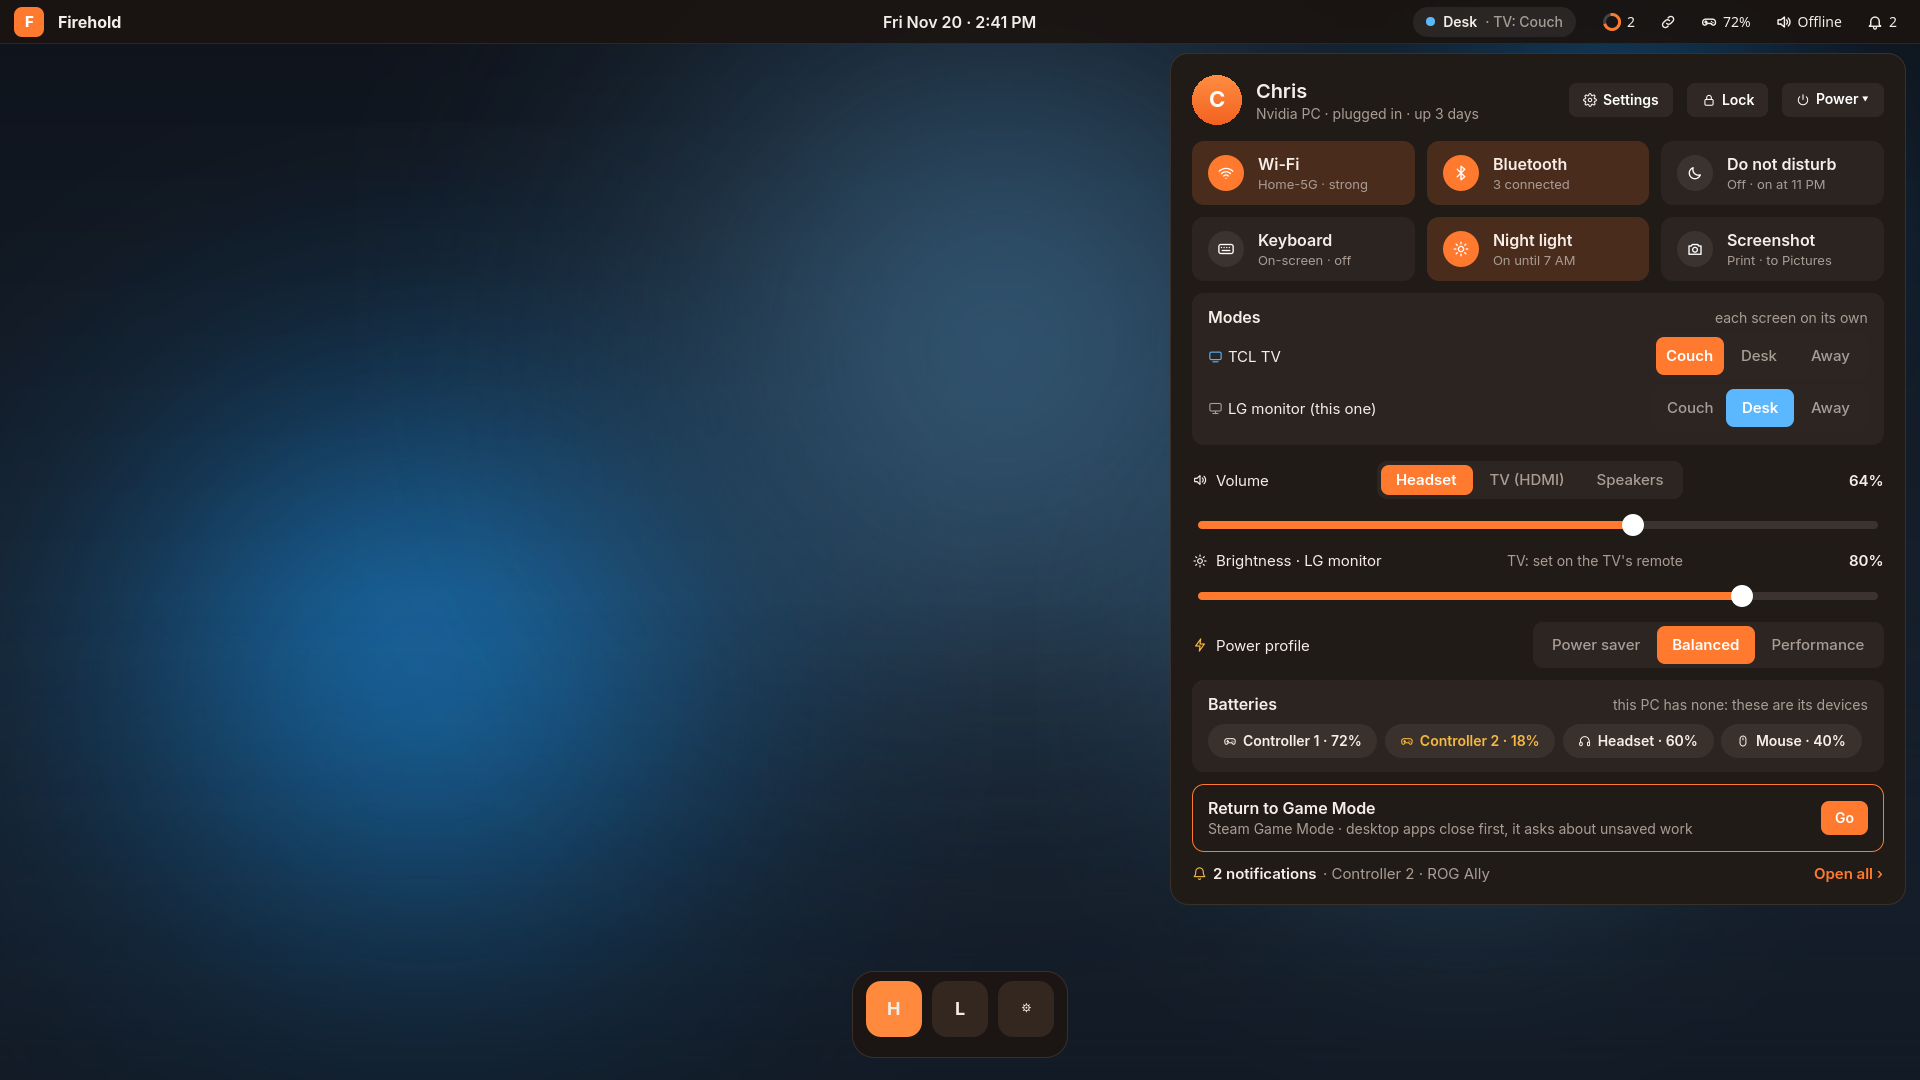 F Firehold
Fri Nov 20 · 2:41 PM
Desk · TV: Couch
2
72%
Offline
2
C
Chris
Nvidia PC · plugged in · up 3 days
Settings
Lock
Power ▾
Wi-Fi
Home-5G · strong
Bluetooth
3 connected
Do not disturb
Off · on at 11 PM
Keyboard
On-screen · off
Night light
On until 7 AM
Screenshot
Print · to Pictures
Modes
each screen on its own
TCL TV
Couch Desk Away
LG monitor (this one)
Couch Desk Away
Volume
Headset TV (HDMI) Speakers
64%
Brightness · LG monitor
TV: set on the TV's remote
80%
Power profile
Power saver Balanced Performance
Batteries
this PC has none: these are its devices
Controller 1 · 72%
Controller 2 · 18%
Headset · 60%
Mouse · 40%
Return to Game Mode
Steam Game Mode · desktop apps close first, it asks about unsaved work
Go
2 notifications · Controller 2 · ROG Ally
Open all ›
H
L